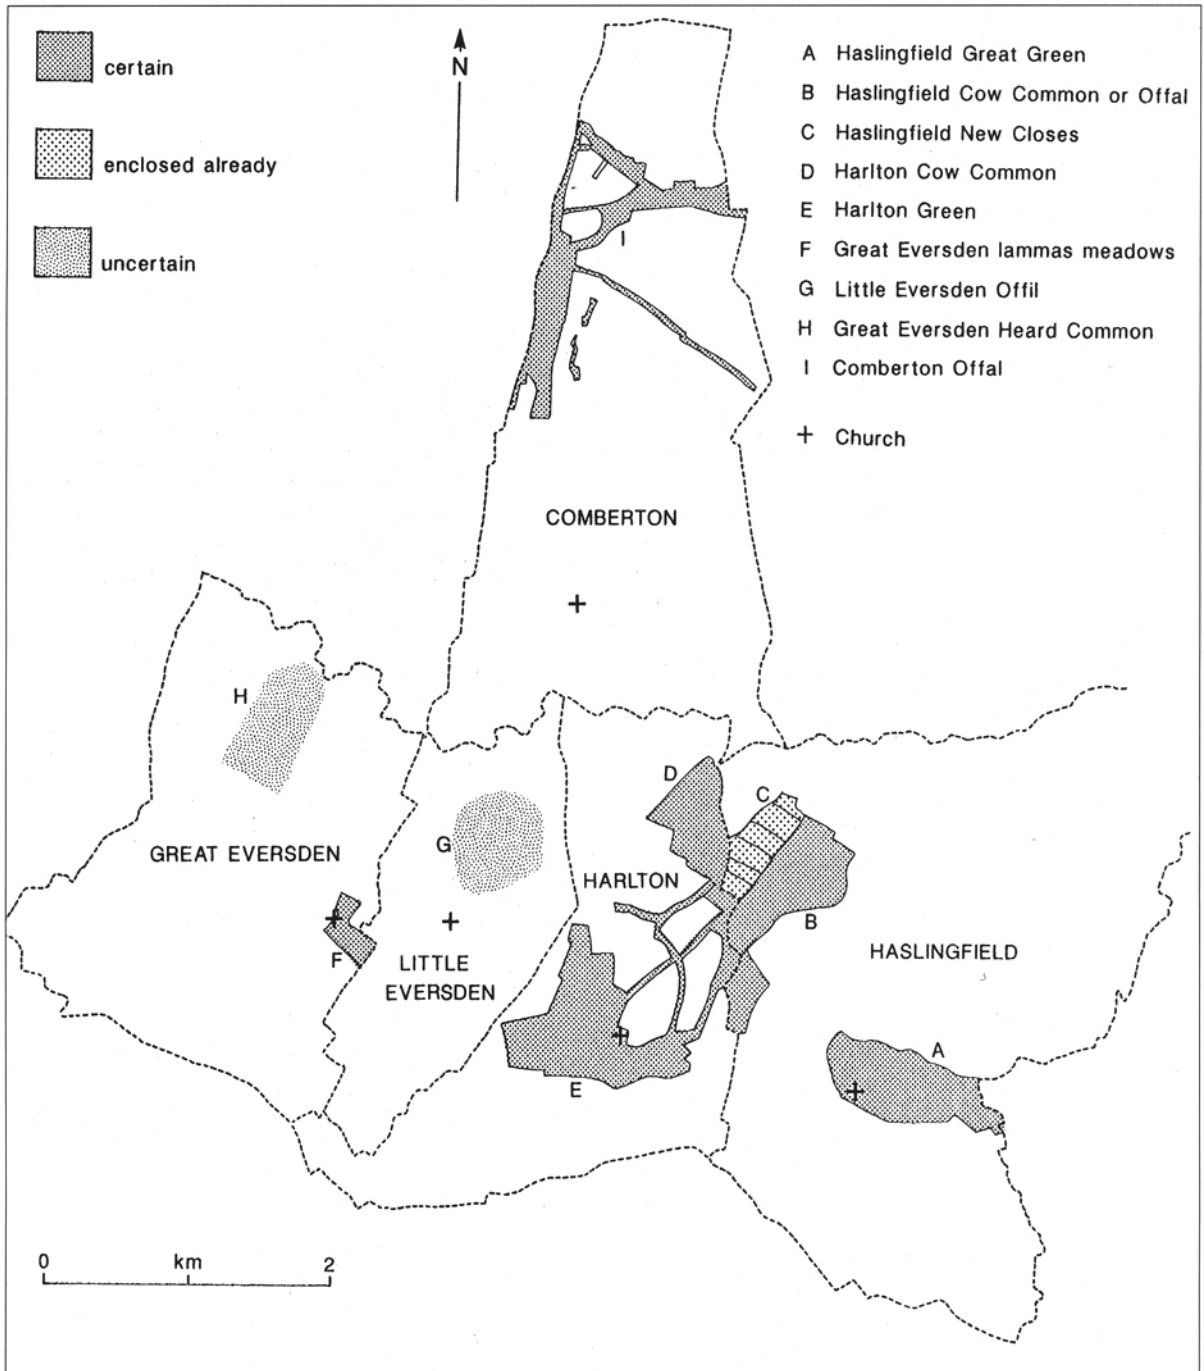 certain
enclosed already
uncertain
N
A Haslingfield Great Green
B Haslingfield Cow Common or Offal
C Haslingfield New Closes
D Harlton Cow Common
E Harlton Green
F Great Eversden lammas meadows
G Little Eversden Offil
H Great Eversden Heard Common
I Comberton Offal
+ Church
I
COMBERTON
H
D
C
G
GREAT EVERSDEN
HARLTON
B
F
LITTLE
EVERSDEN
HASLINGFIELD
A
E
0 km 2